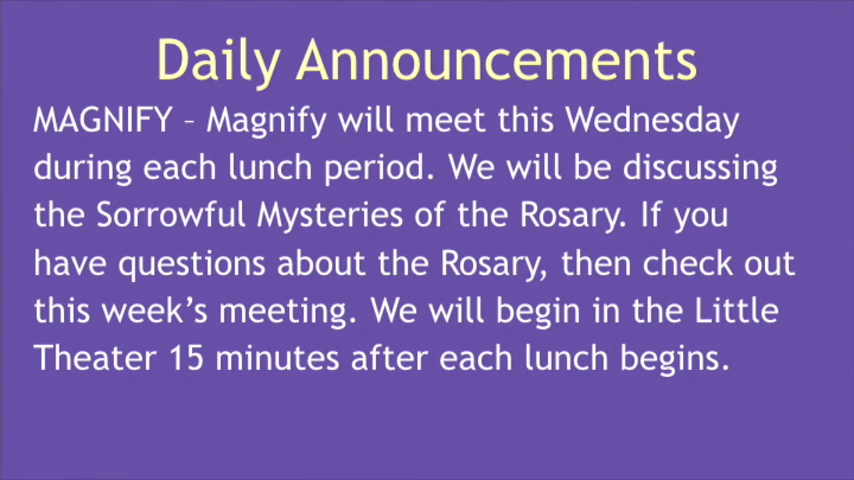 Daily Announcements
MAGNIFY – Magnify will meet this Wednesday
during each lunch period. We will be discussing
the Sorrowful Mysteries of the Rosary. If you
have questions about the Rosary, then check out
this week’s meeting. We will begin in the Little
Theater 15 minutes after each lunch begins.